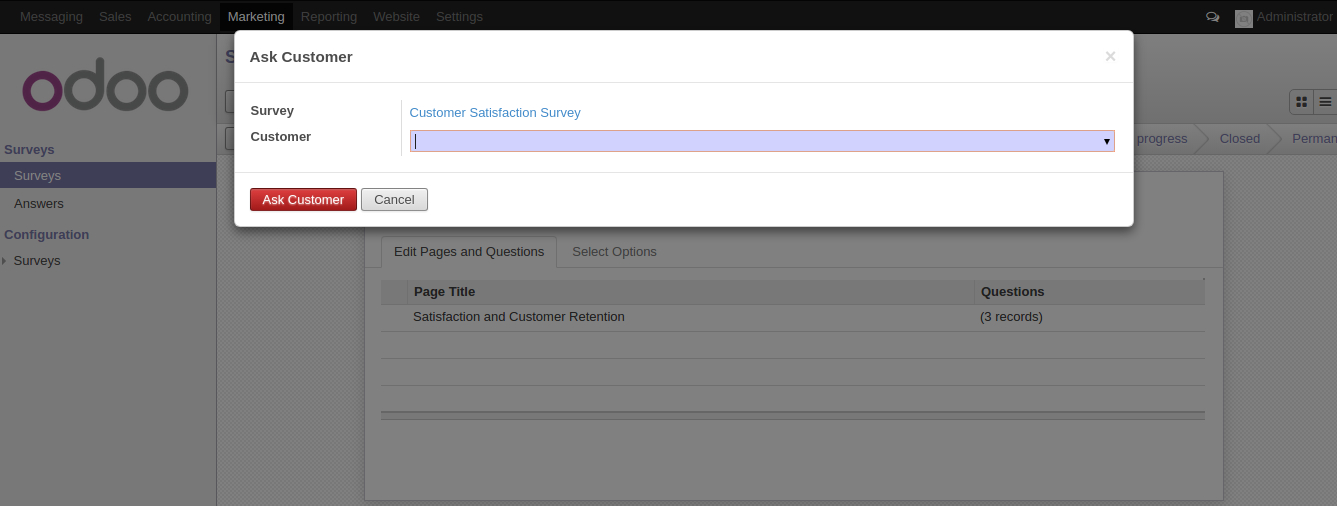 Messaging Sales Accounting Marketing Reporting Website Settings Administrator
odoo
Ask Customer ×
Survey Customer Satisfaction Survey
Customer
Ask Customer Cancel
Surveys
Surveys
Answers
Configuration
Surveys
progress Closed Perman
Edit Pages and Questions Select Options
Page Title Questions
Satisfaction and Customer Retention (3 records)